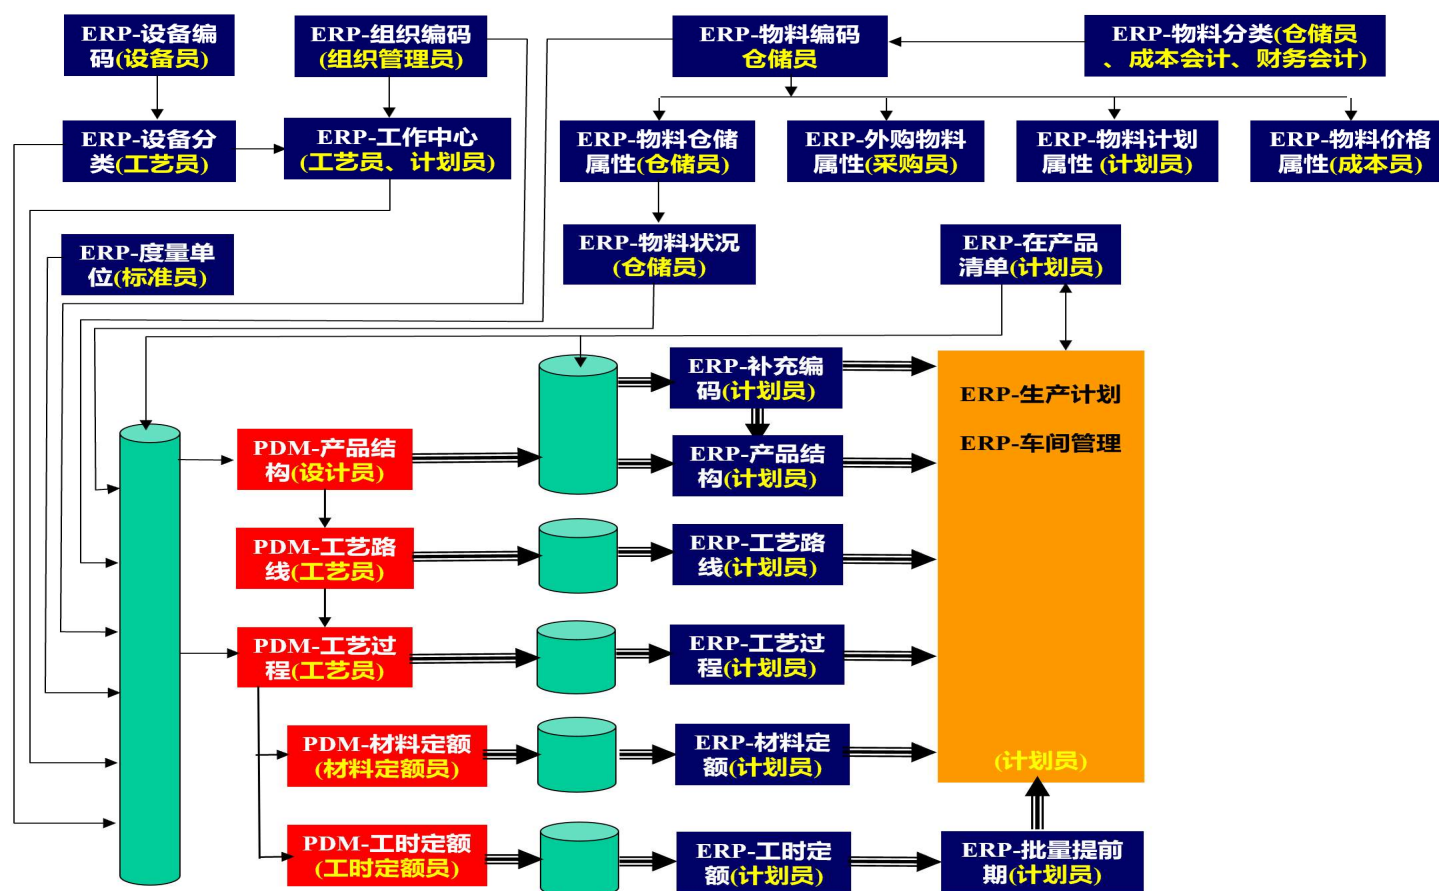 ERP-设备编
码(设备员)
ERP-组织编码
(组织管理员)
ERP-物料编码
仓储员
ERP-物料分类(仓储员
、成本会计、财务会计)
ERP-设备分
类(工艺员)
ERP-工作中心
(工艺员、计划员)
ERP-物料仓储
属性(仓储员)
ERP-外购物料
属性(采购员)
ERP-物料计划
属性 (计划员)
ERP-物料价格
属性(成本员)
ERP-度量单
位(标准员)
ERP-物料状况
(仓储员)
ERP-在产品
清单(计划员)
ERP-补充编
码(计划员)
ERP-生产计划
ERP-车间管理
(计划员)
PDM-产品结
构(设计员)
ERP-产品结
构(计划员)
PDM-工艺路
线(工艺员)
ERP-工艺路
线(计划员)
PDM-工艺过
程(工艺员)
ERP-工艺过
程(计划员)
PDM-材料定额
(材料定额员)
ERP-材料定
额(计划员)
PDM-工时定额
(工时定额员)
ERP-工时定
额(计划员)
ERP-批量提前
期(计划员)